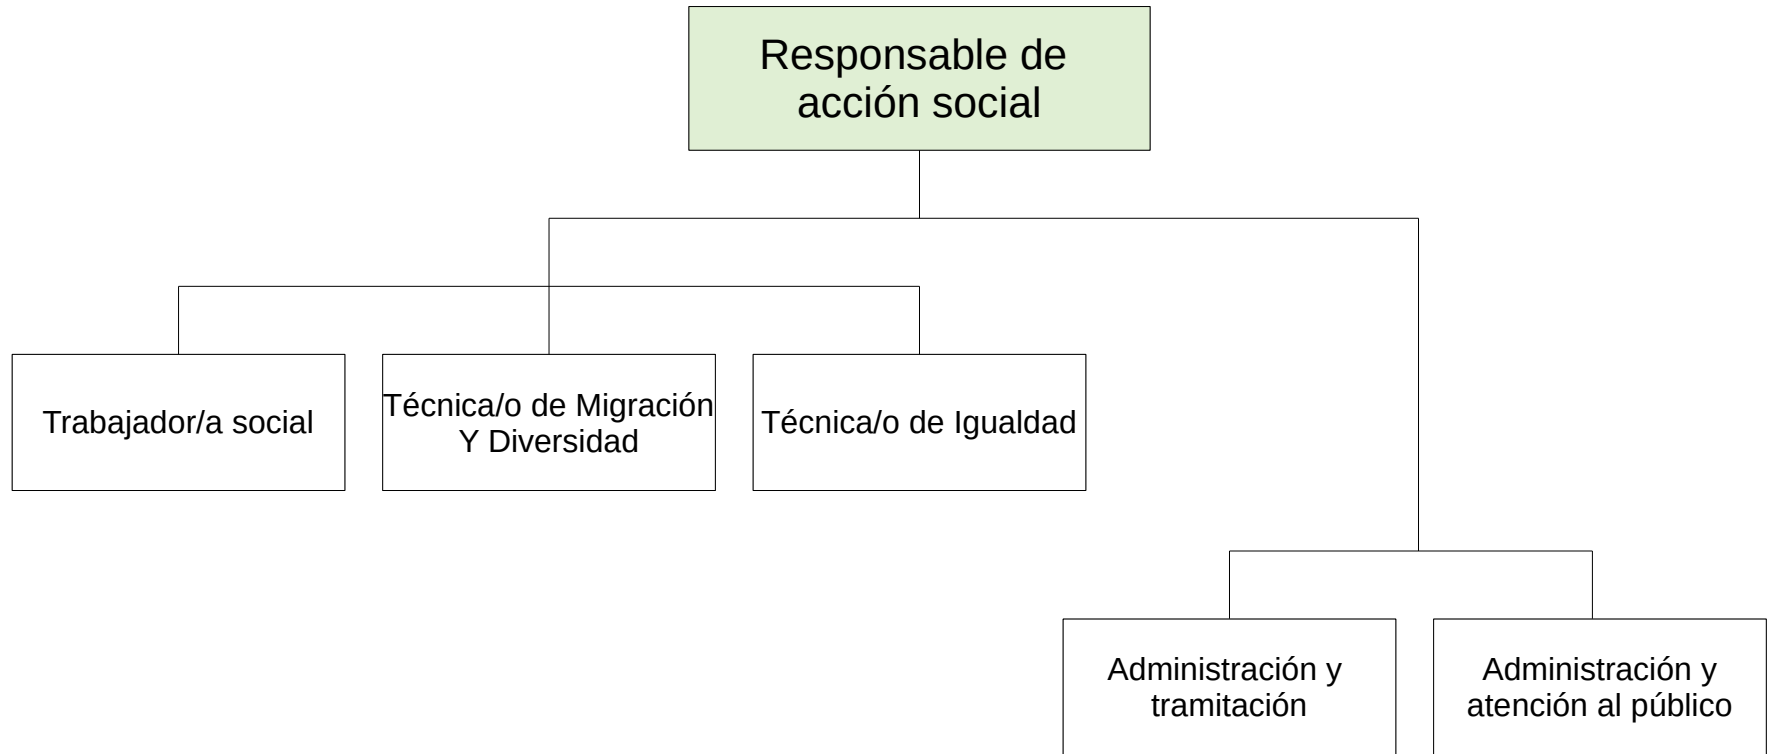 Responsable de
acción social
Trabajador/a social
Técnica/o de Migración
Y Diversidad
Técnica/o de Igualdad
Administración y
tramitación
Administración y
atención al público